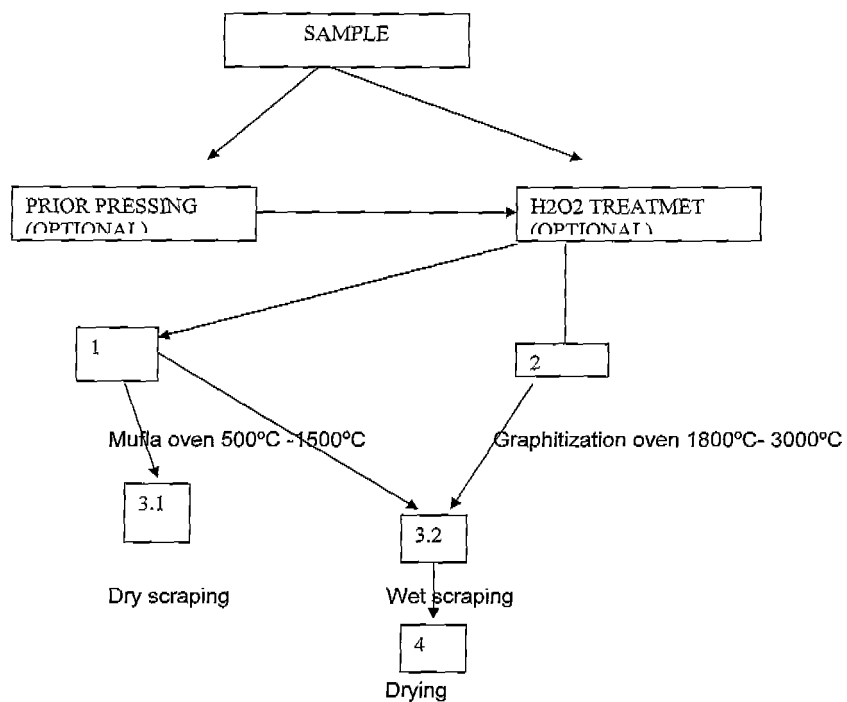 SAMPLE
PRIOR PRESSING
(OPTIONAL)
H2O2 TREATMET
(OPTIONAL)
1
2
Mufla oven 500ºC -1500ºC
Graphitization oven 1800ºC- 3000ºC
3.1
3.2
Dry scraping
Wet scraping
4
Drying